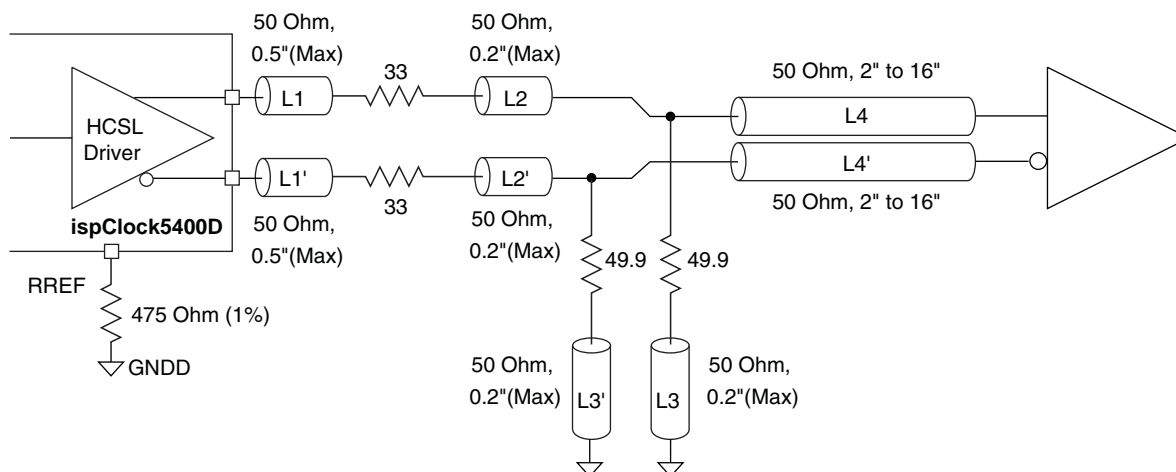 50 Ohm,
0.5"(Max)
50 Ohm,
0.2"(Max)
33
50 Ohm, 2" to 16"
L1
L2
L4
HCSL
Driver
L1'
L2'
L4'
33
50 Ohm, 2" to 16"
ispClock5400D
50 Ohm,
0.5"(Max)
50 Ohm,
0.2"(Max)
49.9
49.9
RREF
475 Ohm (1%)
GNDD
50 Ohm,
0.2"(Max)
L3'
L3
50 Ohm,
0.2"(Max)